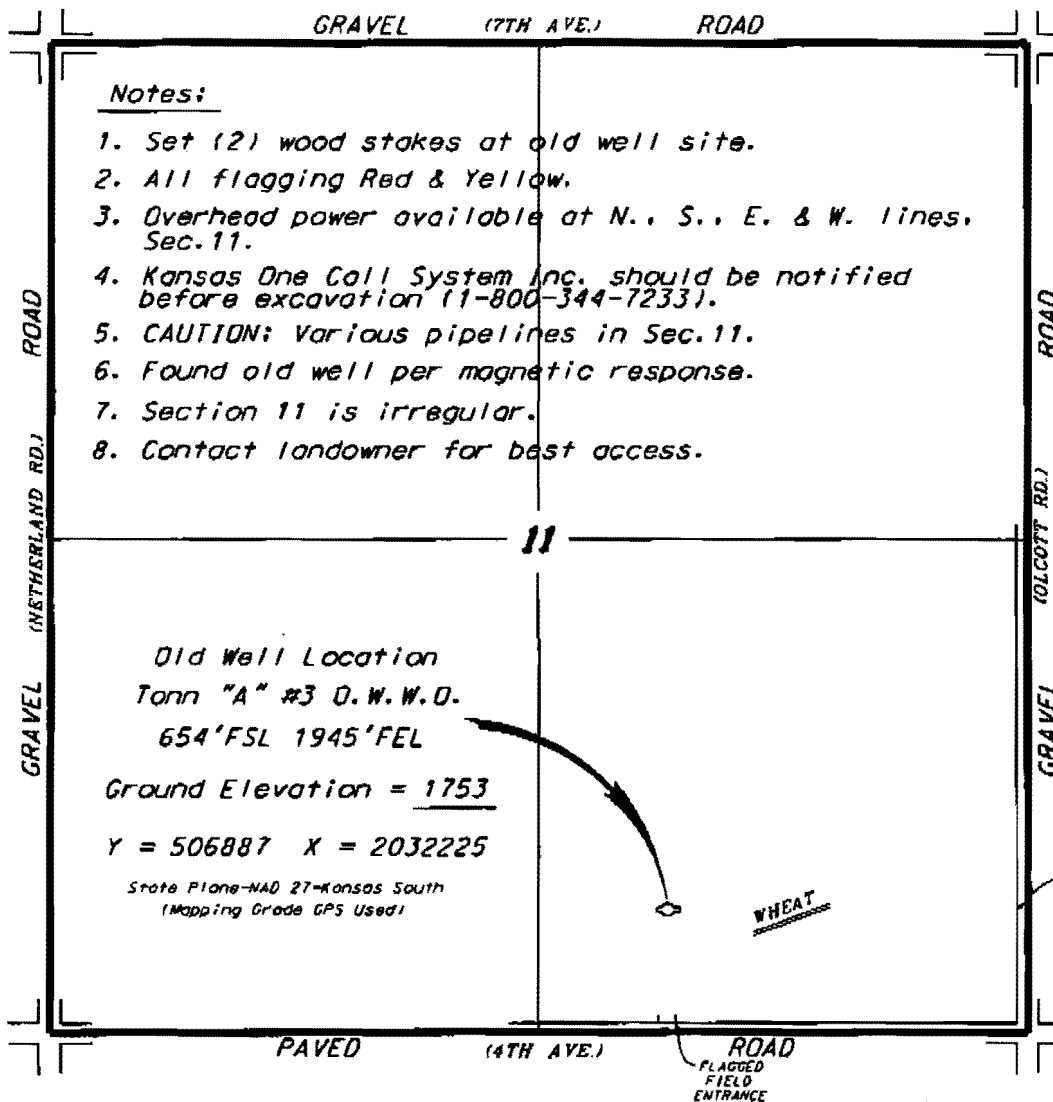 GRAVEL (7TH AVE.) ROAD
Notes:
1. Set (2) wood stakes at old well site.
2. All flagging Red & Yellow.
3. Overhead power available at N., S., E. & W. lines,
Sec. 11.
4. Kansas One Call System Inc. should be notified
before excavation (1-800-344-7233).
5. CAUTION: Various pipelines in Sec. 11.
6. Found old well per magnetic response.
7. Section 11 is irregular.
8. Contact landowner for best access.
GRAVEL (NETHERLAND RD.) ROAD
GRAVEL (OLCOTT RD.) ROAD
11
Old Well Location
Tonn "A" #3 O.W.W.O.
654'FSL 1945'FEL
Ground Elevation = 1753
Y = 506887 X = 2032225
State Plane-NAD 27-Kansas South
(Mapping Grade GPS Used)
WHEAT
PAVED (4TH AVE.) ROAD
FLAGGED
FIELD
ENTRANCE